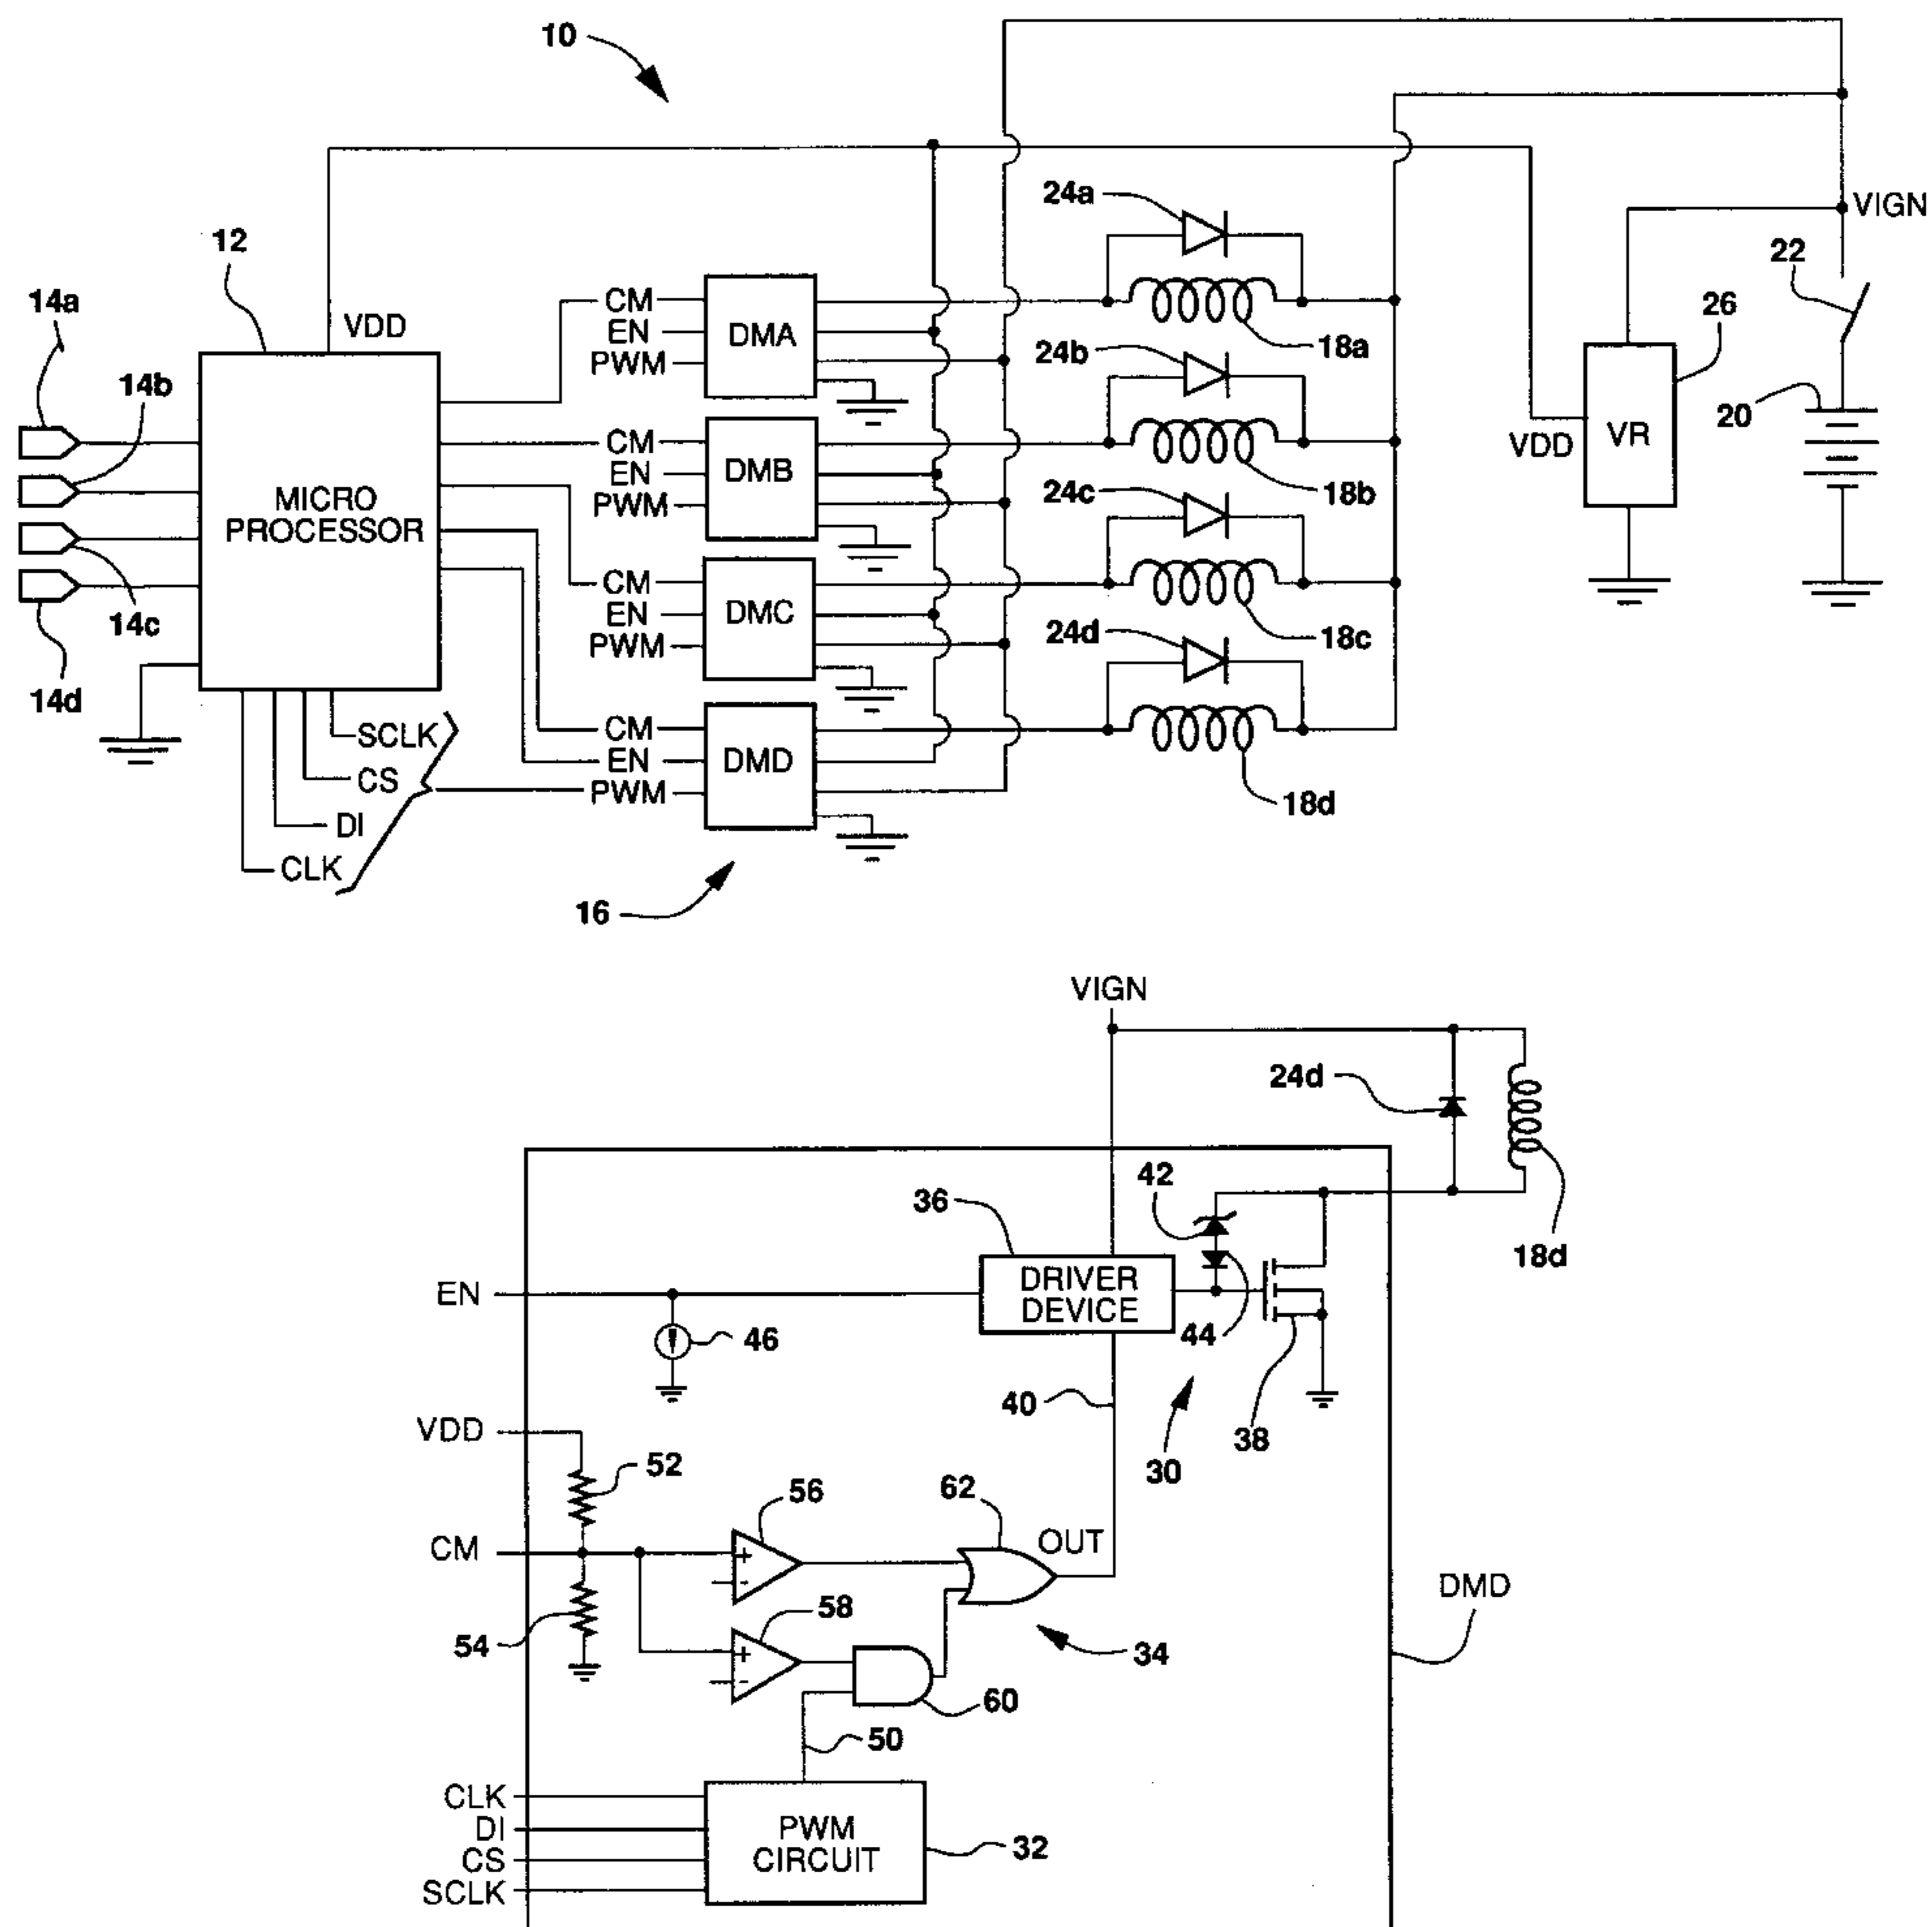 10
VIGN
24a
12
22
26
20
14a
14b
VDD
CM
EN
PWM
DMA
18a
24b
MICRO
PROCESSOR
CM
EN
PWM
DMB
18b
24c
VDD
VR
14c
14d
CM
EN
PWM
DMC
18c
24d
SCLK
CS
DI
CLK
CM
EN
PWM
DMD
18d
16
VIGN
24d
42
36
18d
EN
DRIVER
DEVICE
46
44
40
38
30
VDD
52
56
62
CM
OUT
DMD
58
54
34
60
50
CLK
DI
CS
SCLK
PWM
CIRCUIT
32